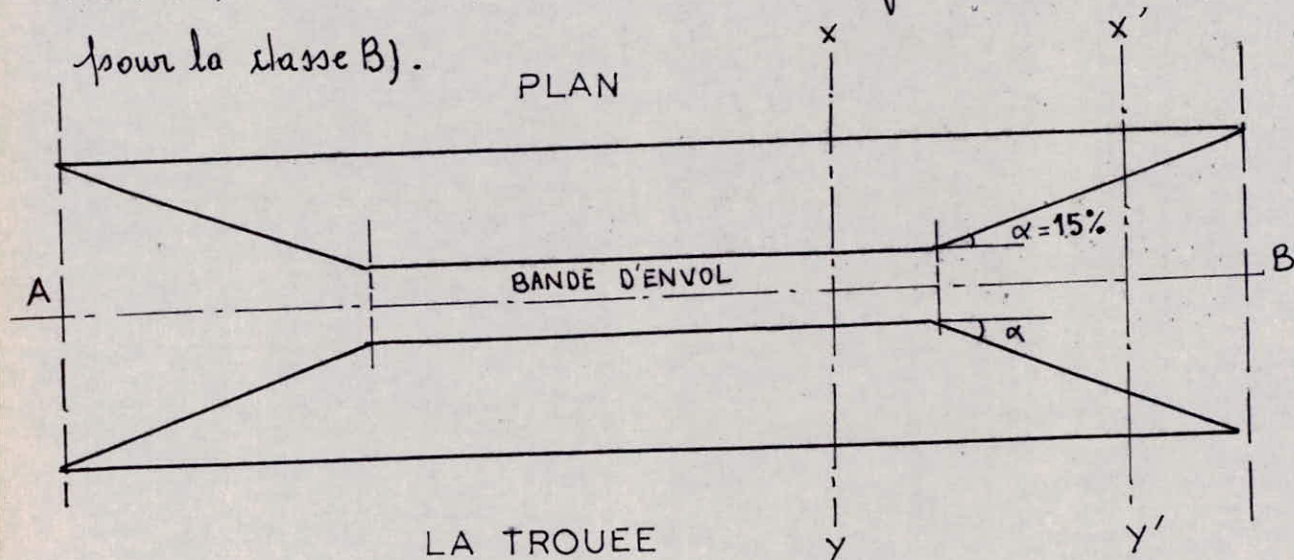 pour la classe B).
PLAN
x
x'
α = 15%
BANDE D'ENVOL
A
B
α
LA TROUEE
y
y'